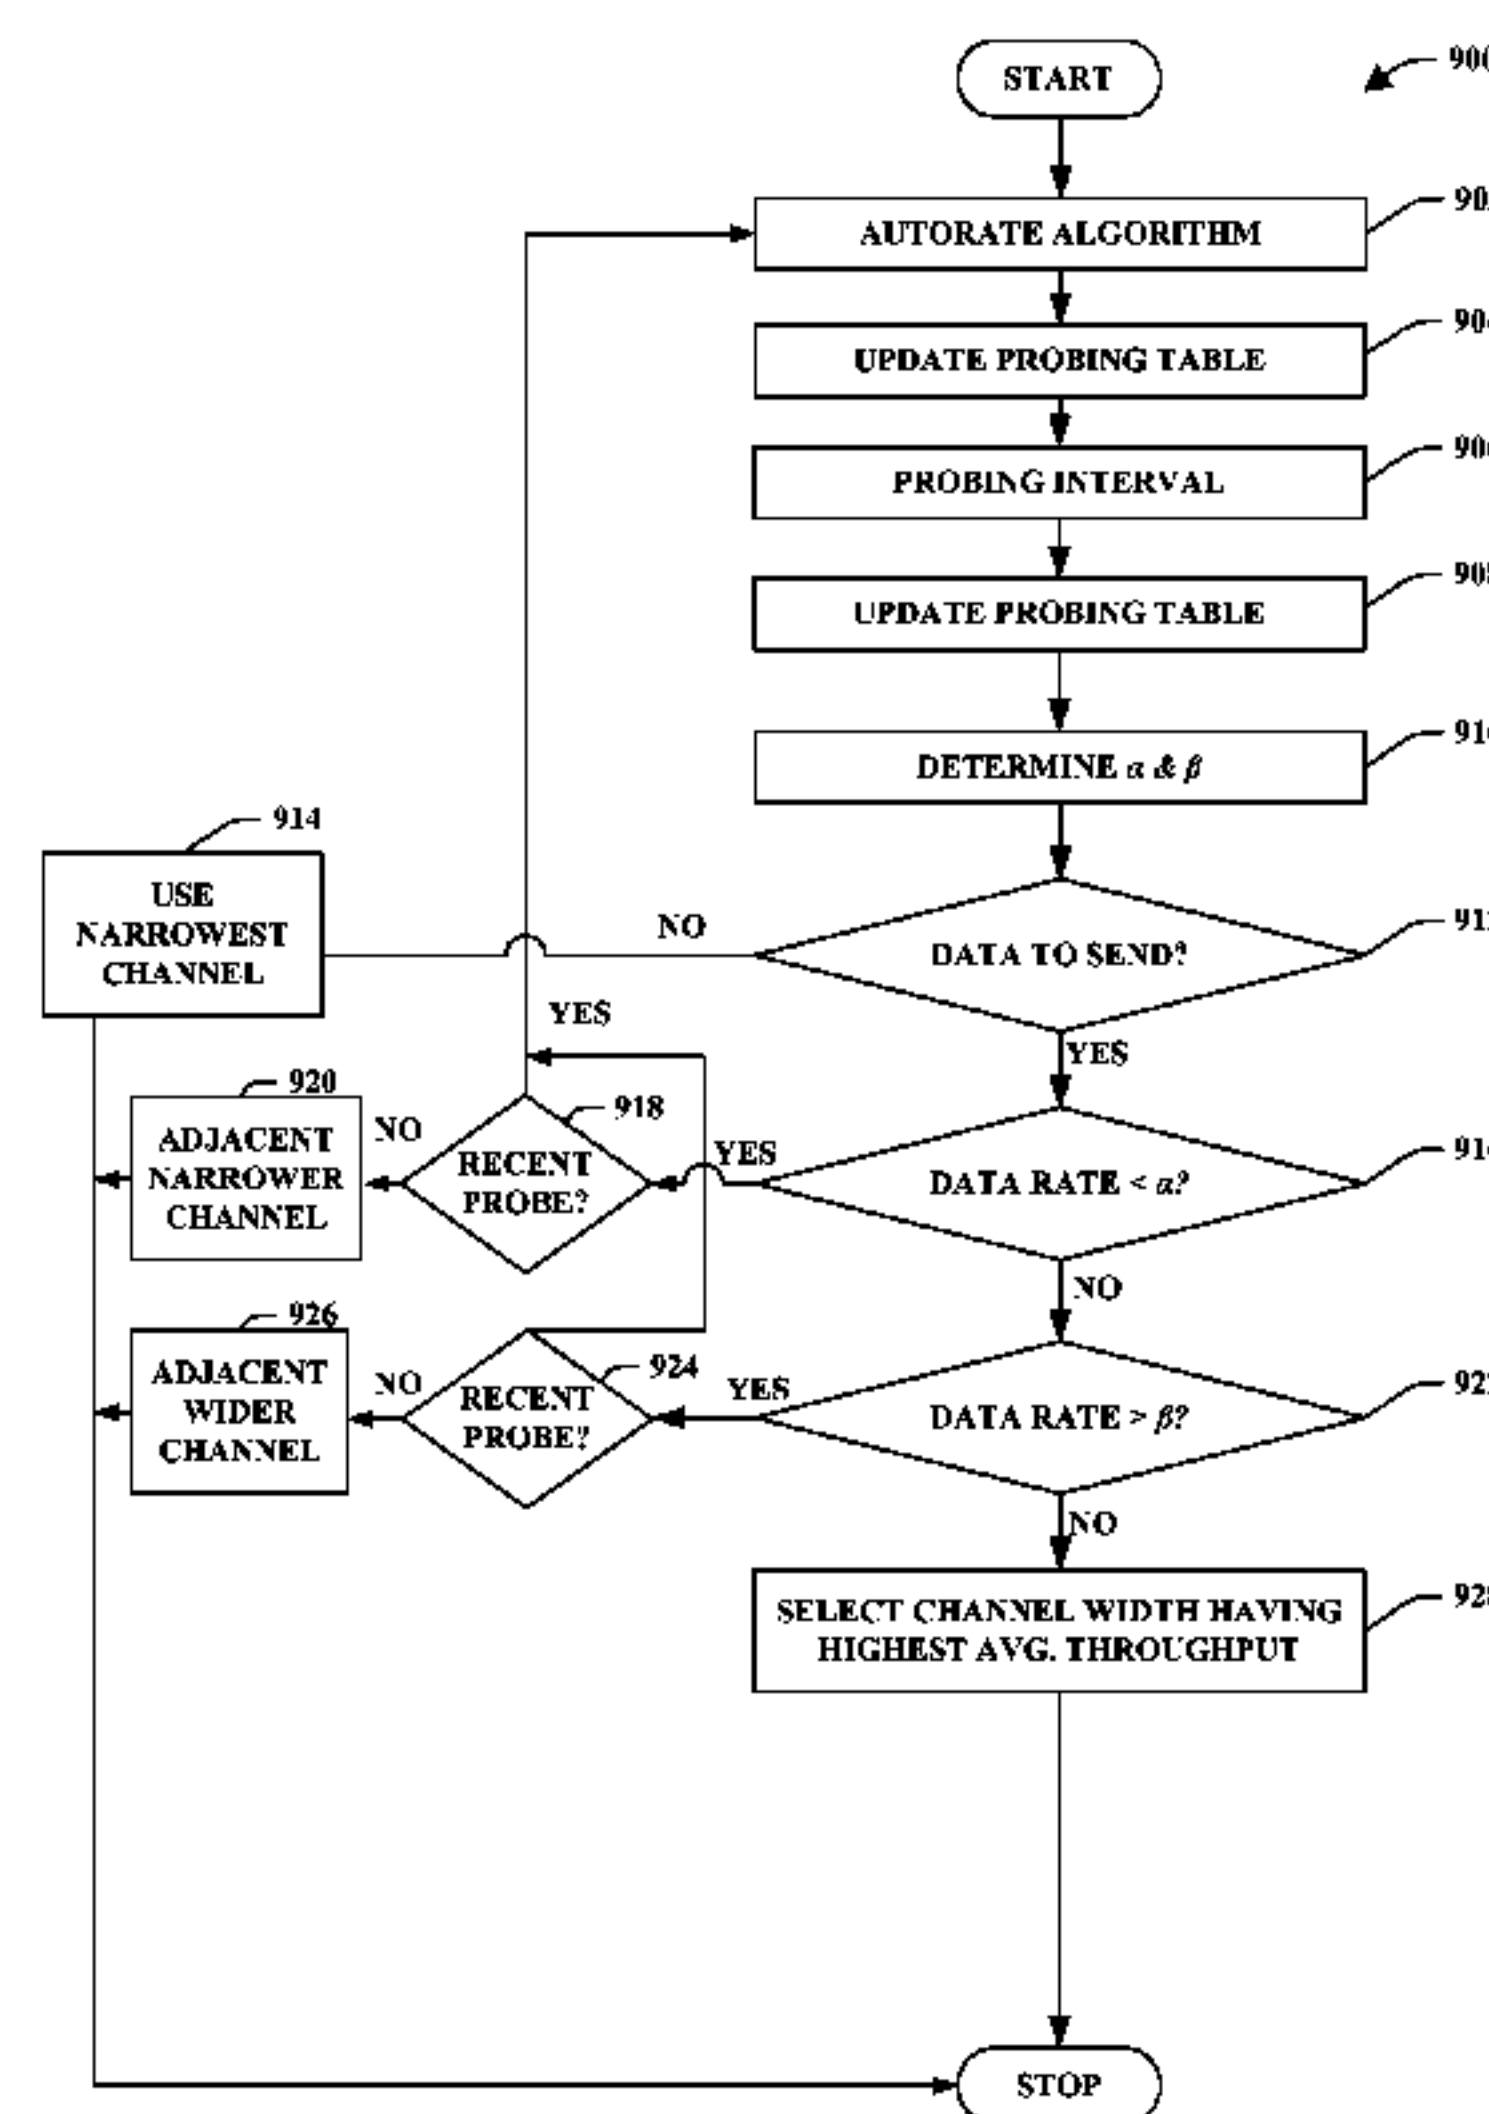 START
AUTORATE ALGORITHM
UPDATE PROBING TABLE
PROBING INTERVAL
UPDATE PROBING TABLE
DETERMINE α & β
914
USE
NARROWEST
CHANNEL
NO
DATA TO SEND?
YES
YES
920
ADJACENT
NARROWER
CHANNEL
NO
918
RECENT
PROBE?
YES
DATA RATE < α?
NO
926
ADJACENT
WIDER
CHANNEL
NO
924
RECENT
PROBE?
YES
DATA RATE > β?
NO
SELECT CHANNEL WIDTH HAVING
HIGHEST AVG. THROUGHPUT
STOP